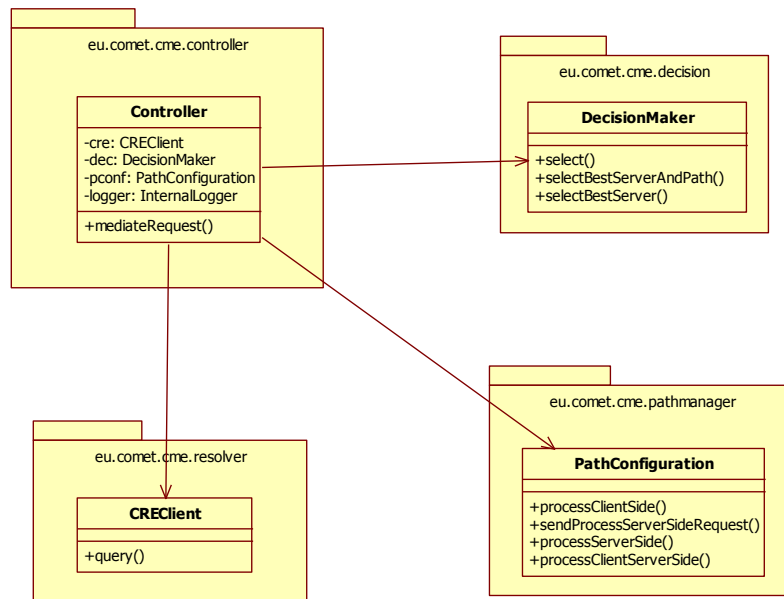 eu.comet.cme.controller
Controller
-cre: CREClient
-dec: DecisionMaker
-pconf: PathConfiguration
-logger: InternalLogger
+mediateRequest()
eu.comet.cme.decision
DecisionMaker
+select()
+selectBestServerAndPath()
+selectBestServer()
eu.comet.cme.resolver
CREClient
+query()
eu.comet.cme.pathmanager
PathConfiguration
+processClientSide()
+sendProcessServerSideRequest()
+processServerSide()
+processClientServerSide()